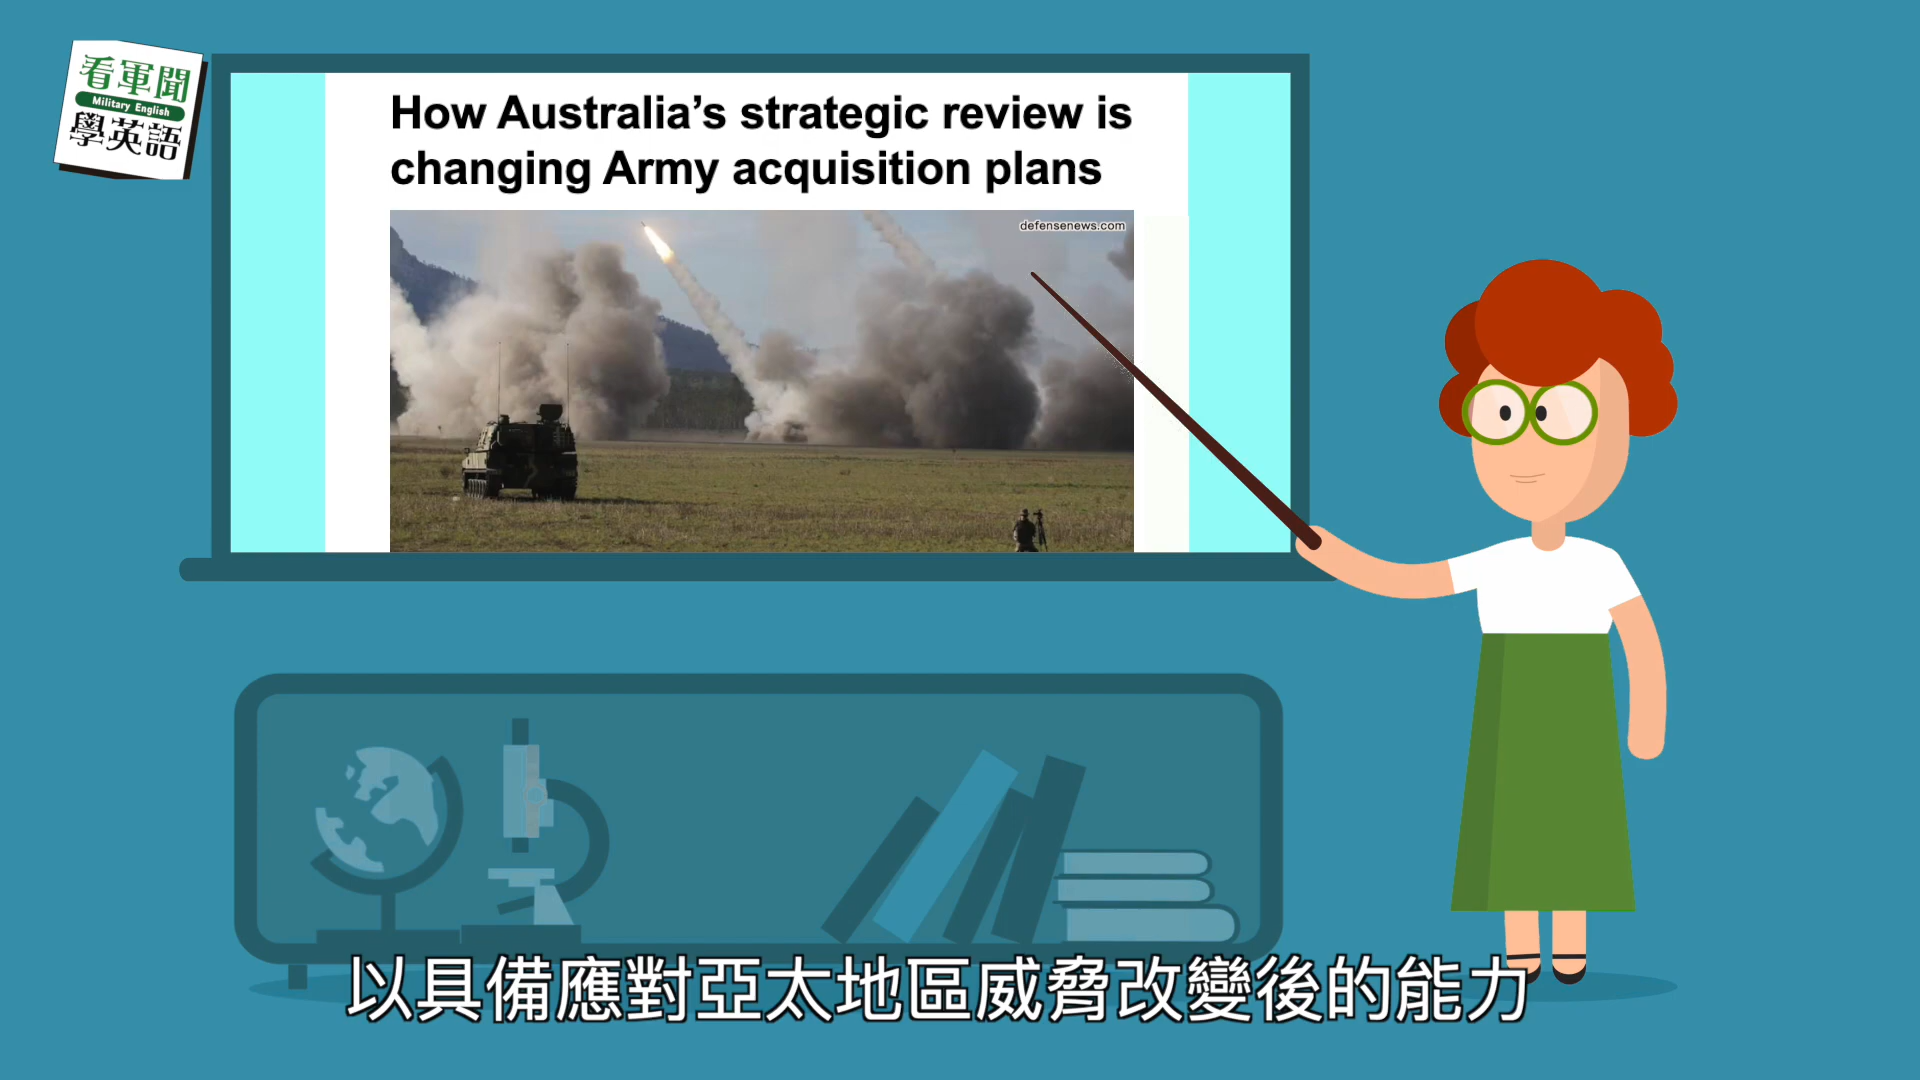 看軍聞
Military English
學英語
How Australia’s strategic review is
changing Army acquisition plans
defensenews.com
以具備應對亞太地區威脅改變後的能力